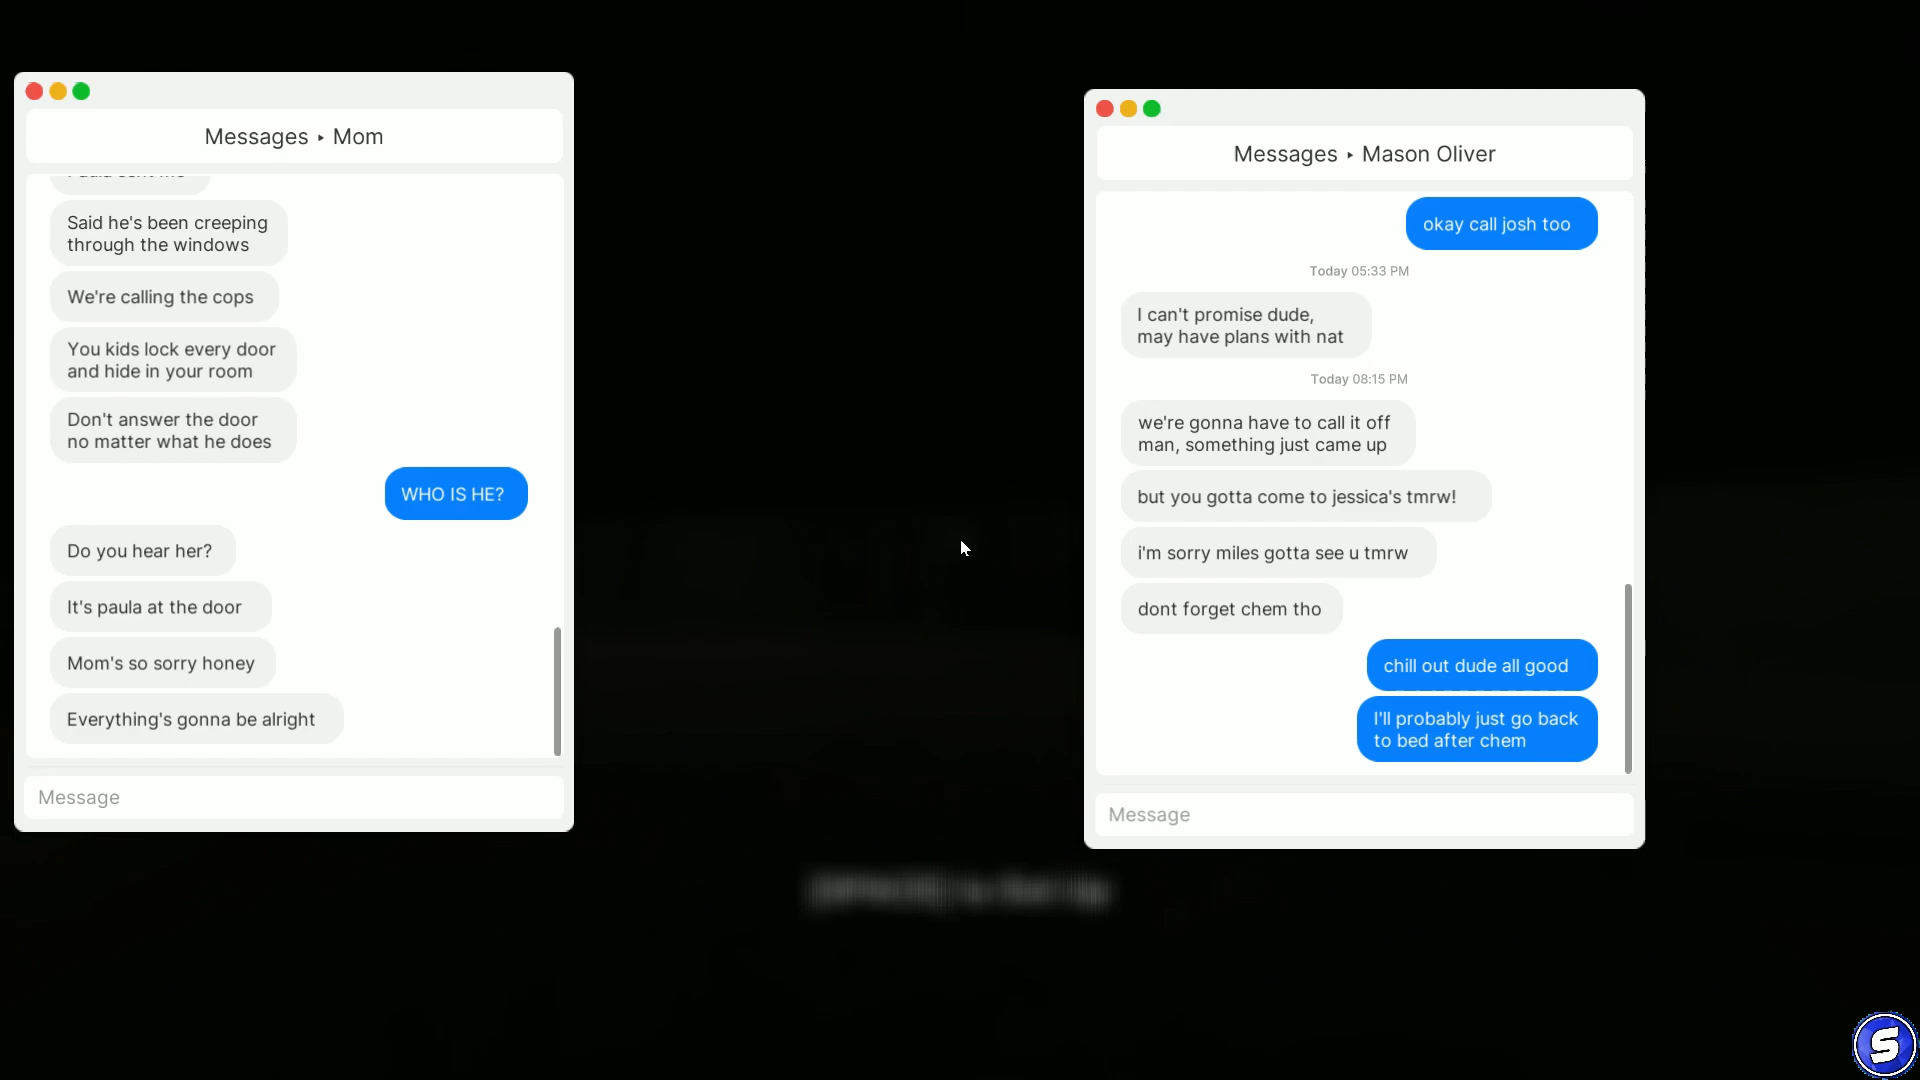 Messages ▸ Mom
Said he's been creeping
through the windows
We're calling the cops
You kids lock every door
and hide in your room
Don't answer the door
no matter what he does
WHO IS HE?
Do you hear her?
It's paula at the door
Mom's so sorry honey
Everything's gonna be alright
Message
Messages ▸ Mason Oliver
okay call josh too
Today 05:33 PM
I can't promise dude,
may have plans with nat
Today 08:15 PM
we're gonna have to call it off
man, something just came up
but you gotta come to jessica's tmrw!
i'm sorry miles gotta see u tmrw
dont forget chem tho
chill out dude all good
I'll probably just go back
to bed after chem
Message
S